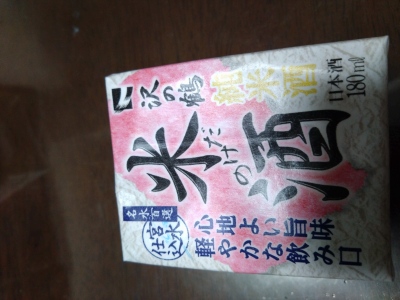 沢の鶴
純米酒
日本酒
180ml
米だけの酒
名水百選
宮水
仕込
心地よい旨味
軽やかな飲み口